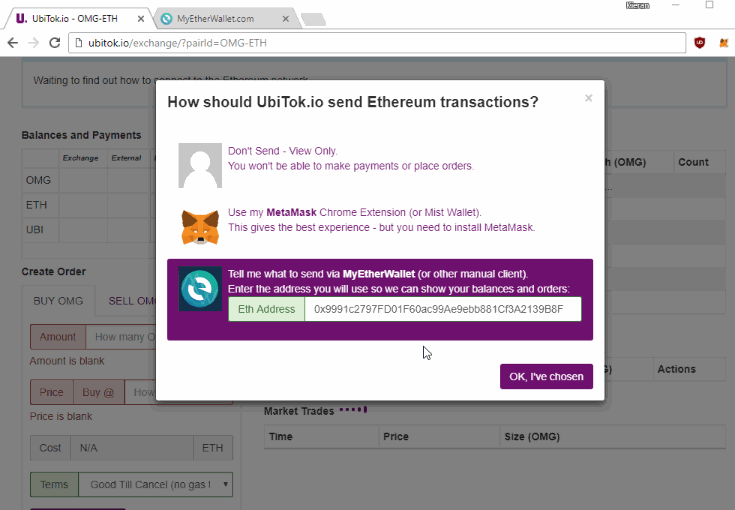 Kieran
UbiTok.io - OMG-ETH
MyEtherWallet.com
ubitok.io/exchange/?pairId=OMG-ETH
Waiting to find out how to connect to the Ethereum network
How should UbiTok.io send Ethereum transactions?
×
Don't Send - View Only.
You won't be able to make payments or place orders.
Use my MetaMask Chrome Extension (or Mist Wallet).
This gives the best experience - but you need to install MetaMask.
Tell me what to send via MyEtherWallet (or other manual client).
Enter the address you will use so we can show your balances and orders:
Eth Address 0x9991c2797FD01F60ac99Ae9ebb881Cf3A2139B8F
OK, I've chosen
Balances and Payments
Exchange External
OMG
ETH
UBI
(OMG) Count
Create Order
BUY OMG SELL OMG
Amount How many
Amount is blank
Price Buy @
Price is blank
Cost N/A ETH
Terms Good Till Cancel (no gas
Actions
Market Trades
Time Price Size (OMG)